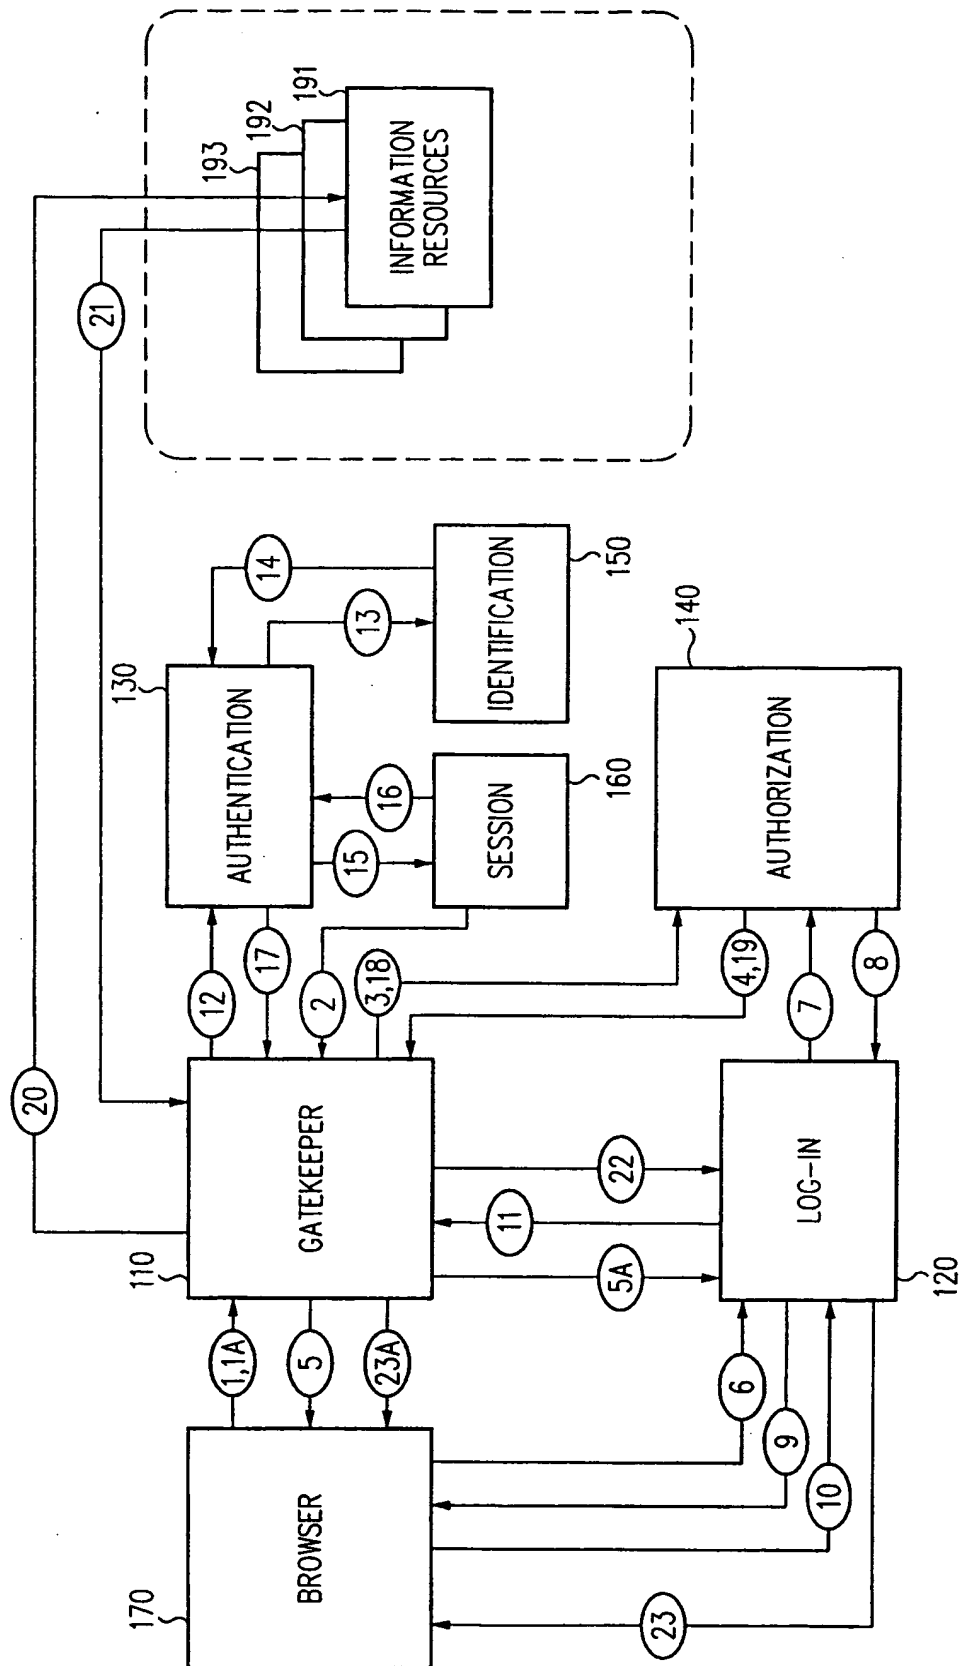 20
21
193
192
191
INFORMATION
RESOURCES
130
AUTHENTICATION
14
13
IDENTIFICATION
150
16
15
SESSION
160
12
17
2
3,18
4,19
140
AUTHORIZATION
7
8
110
GATEKEEPER
22
11
5A
LOG-IN
120
1,1A
5
23A
170
BROWSER
6
9
10
23